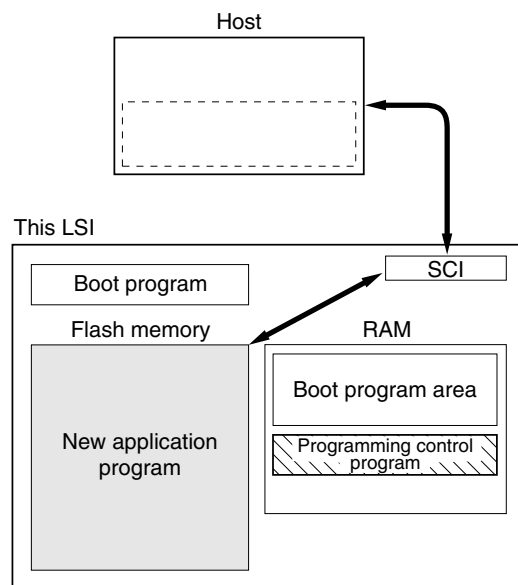 Host
This LSI
SCI
Boot program
Flash memory
RAM
Boot program area
New application
program
Programming control
program